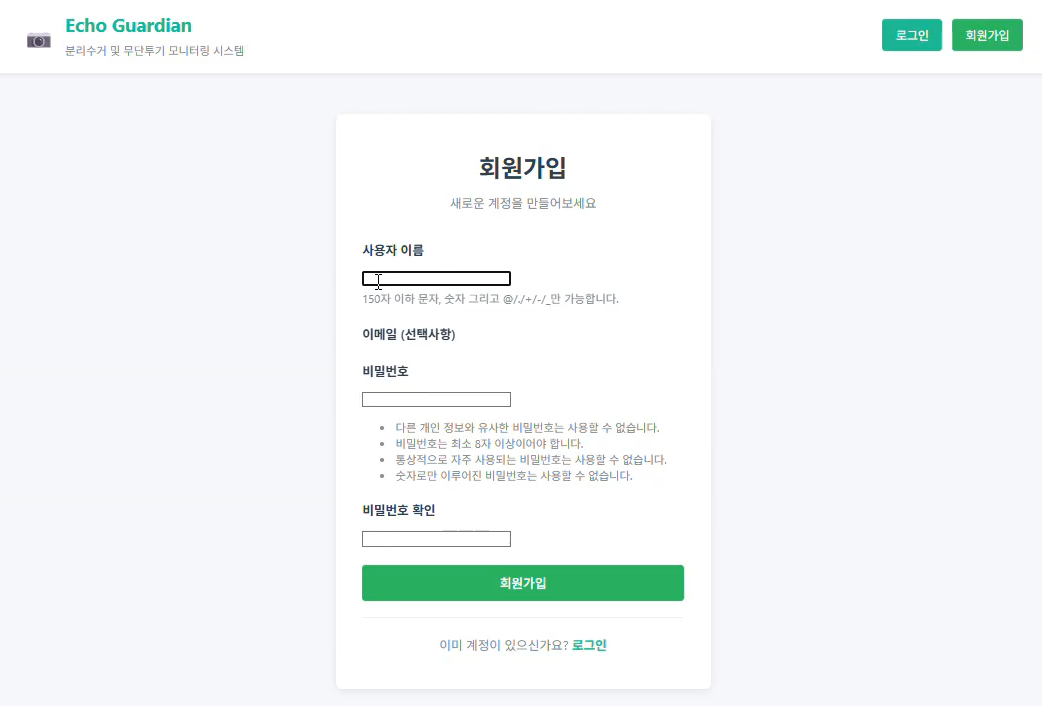 Echo Guardian
분리수거 및 무단투기 모니터링 시스템
로그인
회원가입
회원가입
새로운 계정을 만들어보세요
사용자 이름
150자 이하 문자, 숫자 그리고 @/./+/-/_만 가능합니다.
이메일 (선택사항)
비밀번호
다른 개인 정보와 유사한 비밀번호는 사용할 수 없습니다.
비밀번호는 최소 8자 이상이어야 합니다.
통상적으로 자주 사용되는 비밀번호는 사용할 수 없습니다.
숫자로만 이루어진 비밀번호는 사용할 수 없습니다.
비밀번호 확인
회원가입
이미 계정이 있으신가요? 로그인